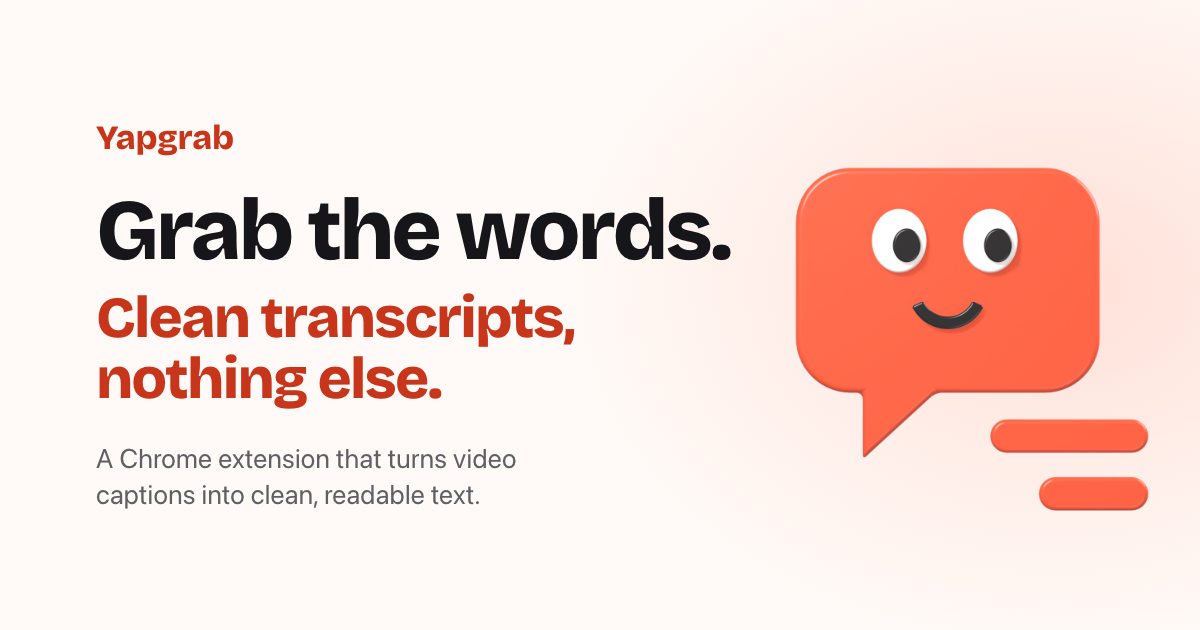 Yapgrab
Grab the words.
Clean transcripts,
nothing else.
A Chrome extension that turns video
captions into clean, readable text.